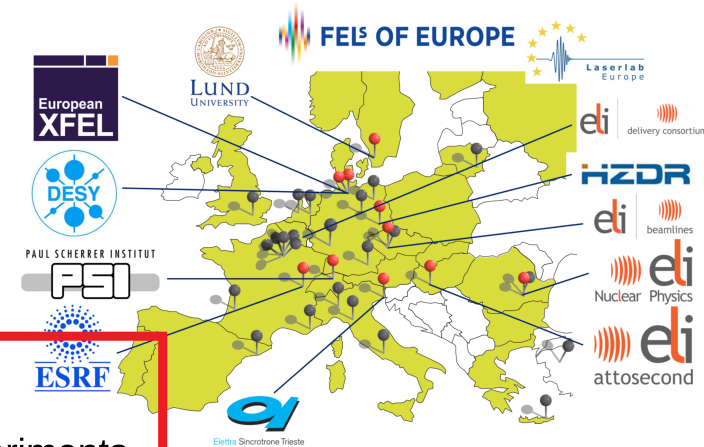 FELS OF EUROPE
LUND
UNIVERSITY
Laserlab
Europe
European
XFEL
eli
delivery consortium
DESY
HZDR
eli
beamlines
PAUL SCHERRER INSTITUT
PSI
eli
Nuclear Physics
ESRF
eli
attosecond
Elettra Sincrotrone Trieste